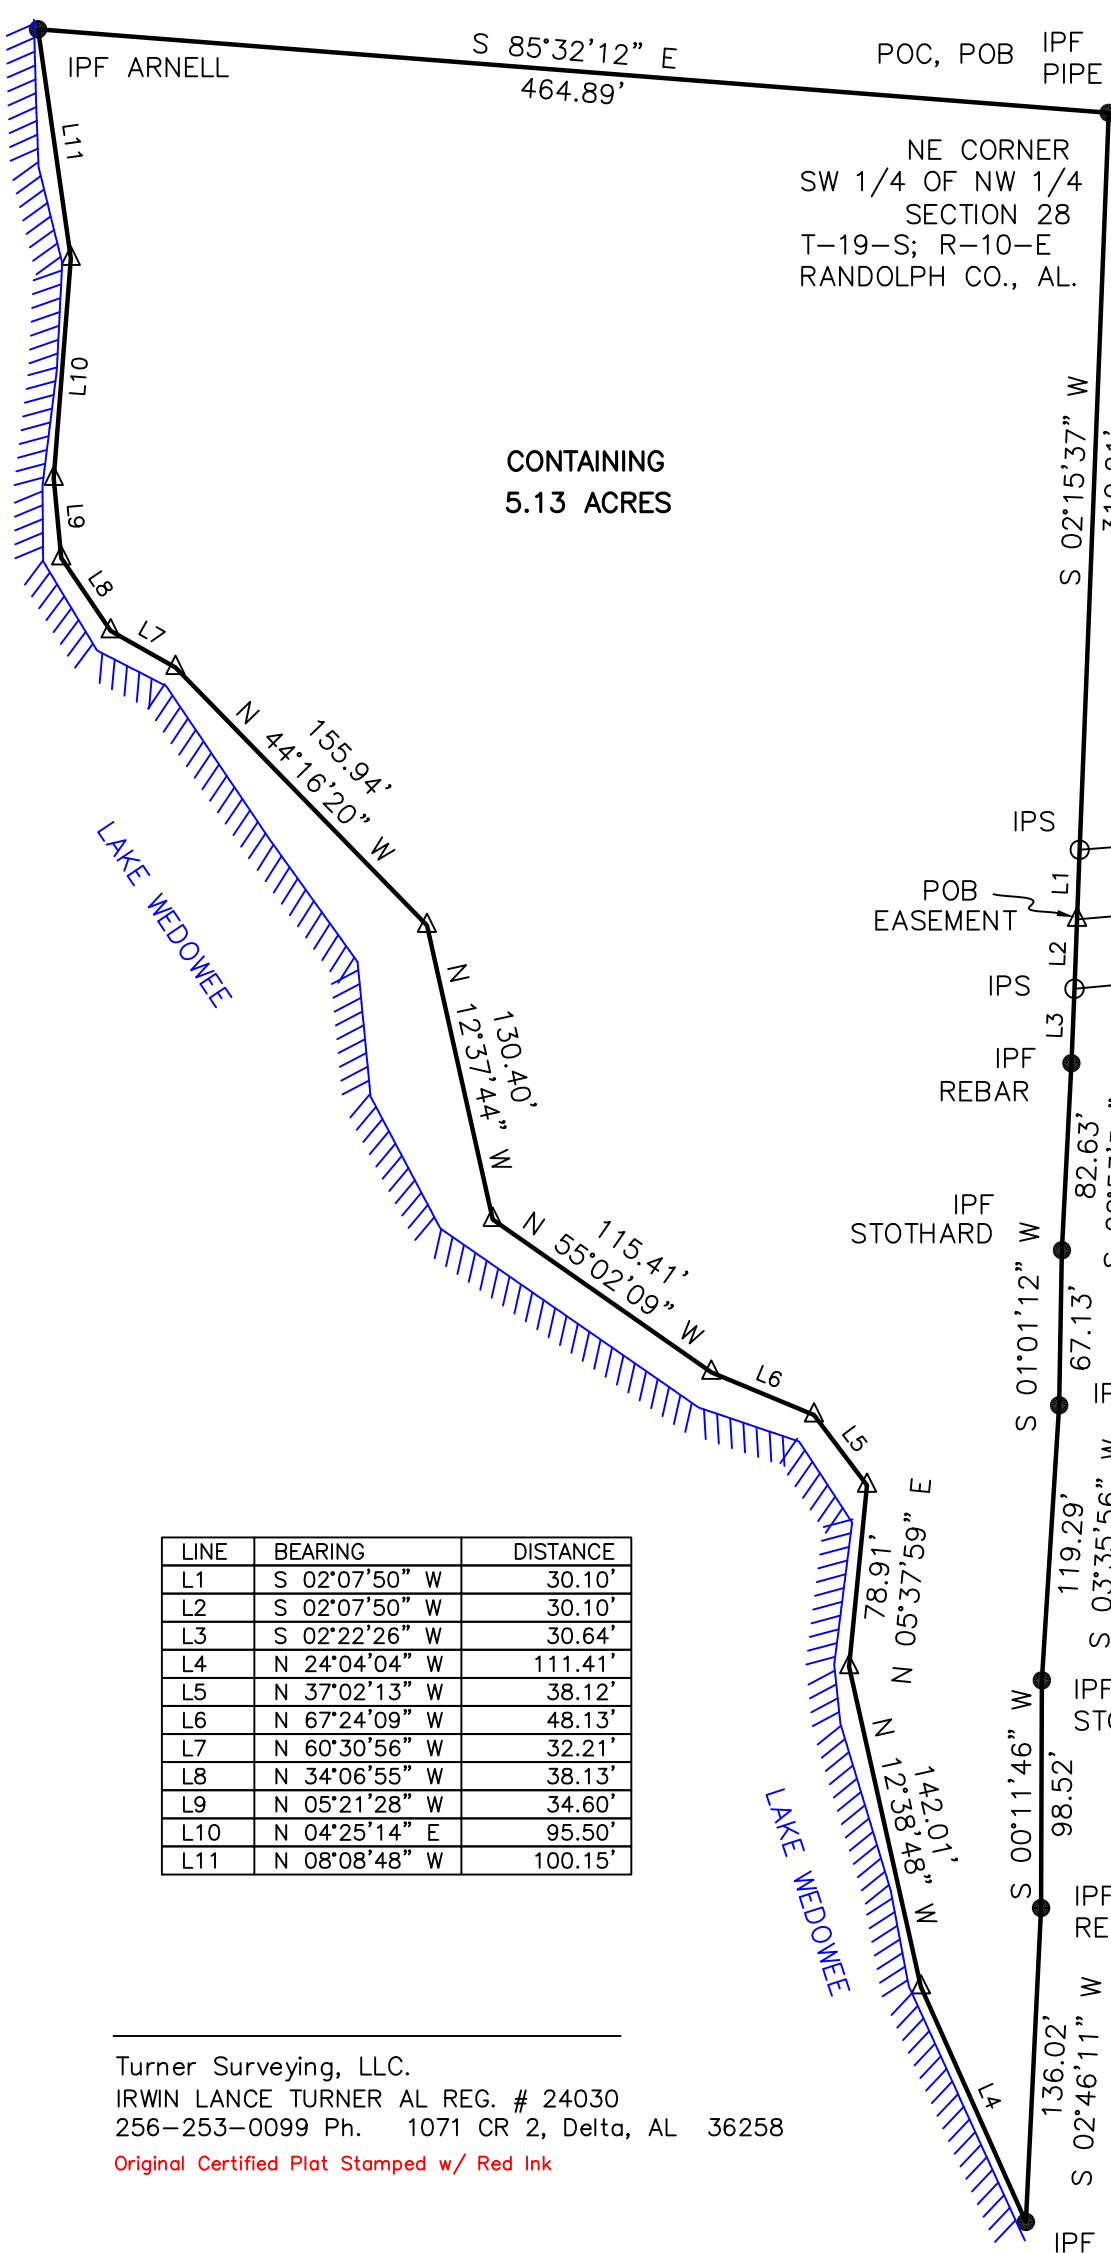 S 85°32'12" E
464.89'
POC, POB
IPF
PIPE
IPF ARNELL
NE CORNER
SW 1/4 OF NW 1/4
SECTION 28
T-19-S; R-10-E
RANDOLPH CO., AL.
L11
L10
L9
L8
L7
CONTAINING
5.13 ACRES
S 02°15'37" W
155.94'
N 44°16'20" W
LAKE WEDOWEE
IPS
L1
POB
EASEMENT
L2
IPS
L3
IPF
REBAR
130.40'
N 12°37'44" W
82.63'
IPF
STOTHARD
115.41'
N 55°02'09" W
S 01°01'12" W
67.13'
L6
L5
78.91'
N 05°37'59" E
119.29'
S 03°35'56" W
LINE BEARING DISTANCE
L1 S 02°07'50" W 30.10'
L2 S 02°07'50" W 30.10'
L3 S 02°22'26" W 30.64'
L4 N 24°04'04" W 111.41'
L5 N 37°02'13" W 38.12'
L6 N 67°24'09" W 48.13'
L7 N 60°30'56" W 32.21'
L8 N 34°06'55" W 38.13'
L9 N 05°21'28" W 34.60'
L10 N 04°25'14" E 95.50'
L11 N 08°08'48" W 100.15'
IPF
S 00°11'46" W
98.52'
142.01'
N 12°38'48" W
LAKE WEDOWEE
IPF
136.02'
S 02°46'11" W
L4
IPF
Turner Surveying, LLC.
IRWIN LANCE TURNER AL REG. # 24030
256-253-0099 Ph. 1071 CR 2, Delta, AL 36258
Original Certified Plat Stamped w/ Red Ink